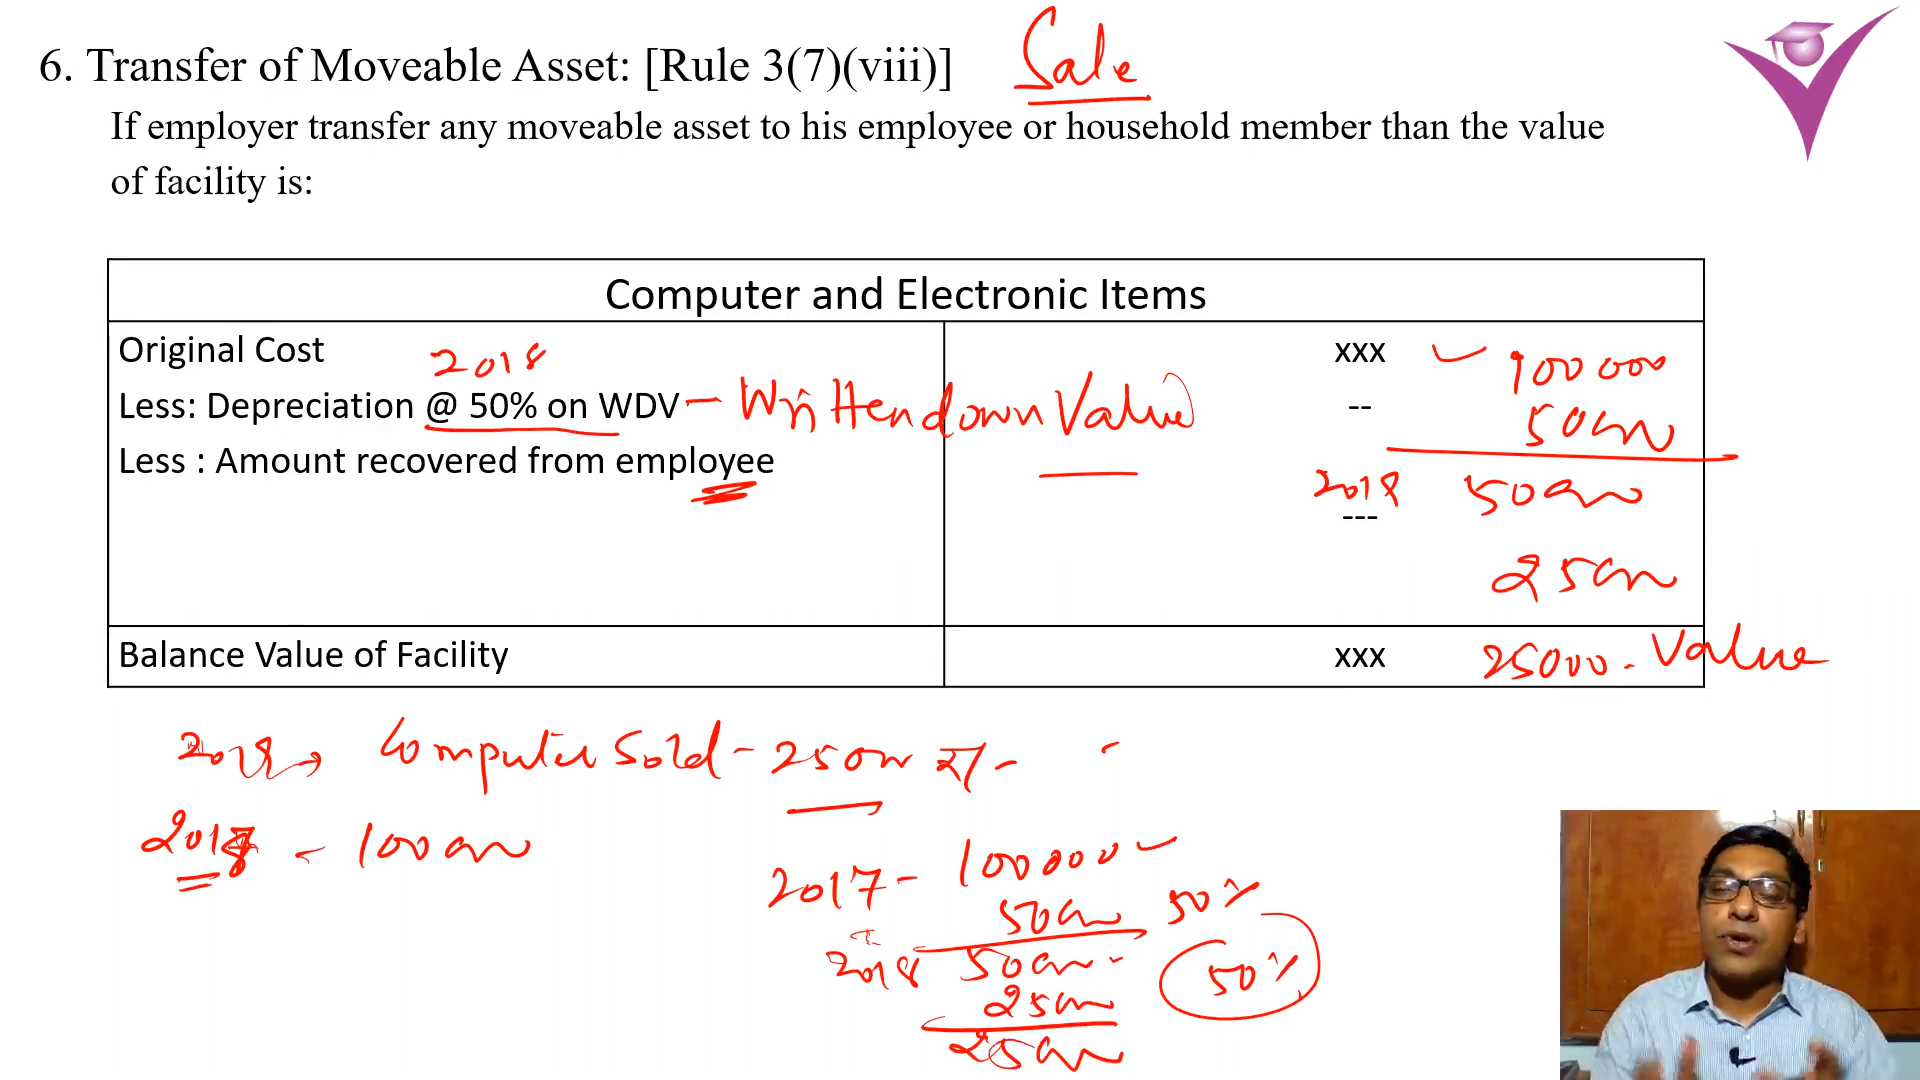 6. Transfer of Moveable Asset: [Rule 3(7)(viii)] Sale
If employer transfer any moveable asset to his employee or household member than the value
of facility is:
Computer and Electronic Items
Original Cost xxx 100000
2018
Less: Depreciation @ 50% on WDV - Written down Value -- 50000
Less : Amount recovered from employee
2018 50000
---
25000
Balance Value of Facility xxx 25000 - Value
2018 → Computer Sold - 25000
2017 - 100000
2017 - 100000
50000 50%
2018 50000 -
25000 50%
25000